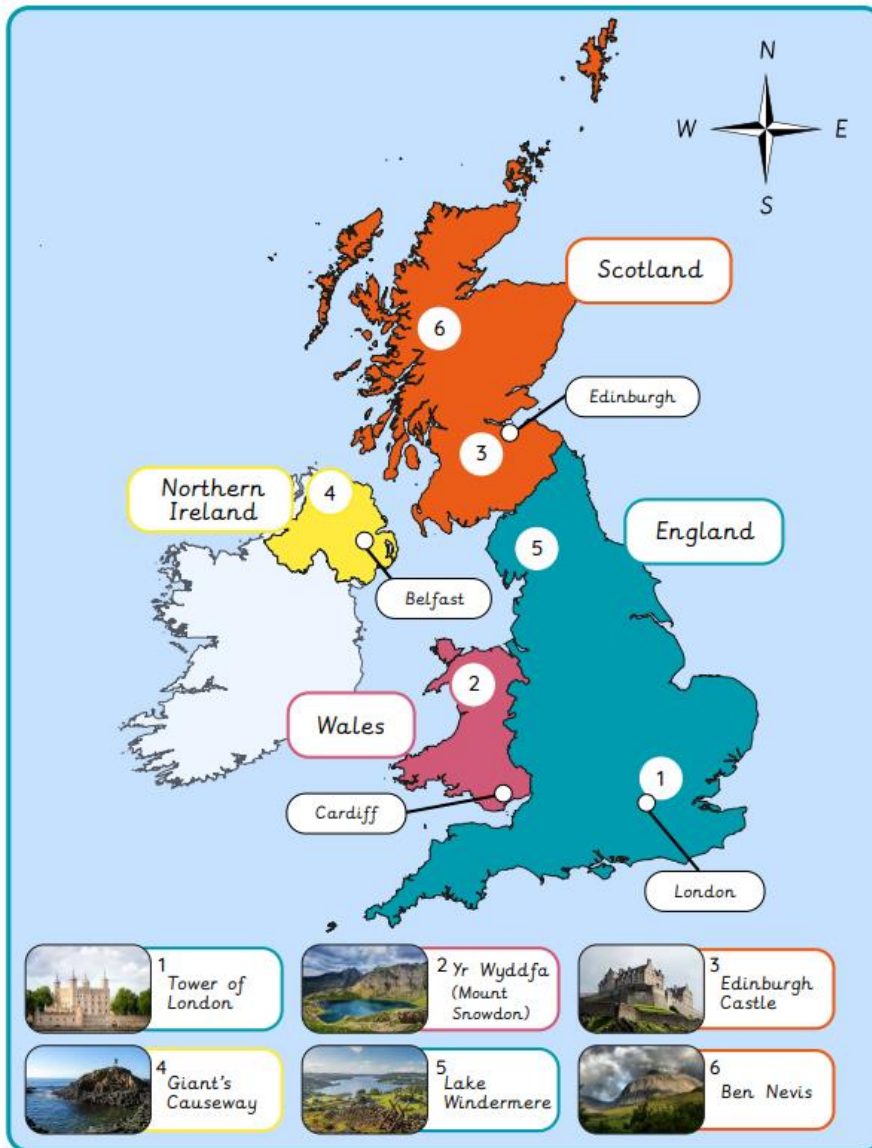 N
W
E
S
Scotland
6
Edinburgh
3
Northern
Ireland
4
England
5
Belfast
2
Wales
1
Cardiff
London
1
Tower of
London
2
Yr Wyddfa
(Mount
Snowdon)
3
Edinburgh
Castle
4
Giant's
Causeway
5
Lake
Windermere
6
Ben Nevis